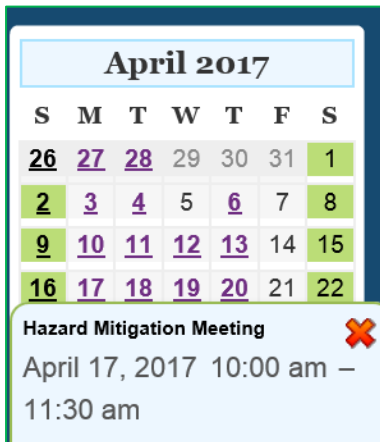 April 2017
S M T W T F S
26 27 28 29 30 31 1
2 3 4 5 6 7 8
9 10 11 12 13 14 15
16 17 18 19 20 21 22
Hazard Mitigation Meeting
April 17, 2017 10:00 am –
11:30 am